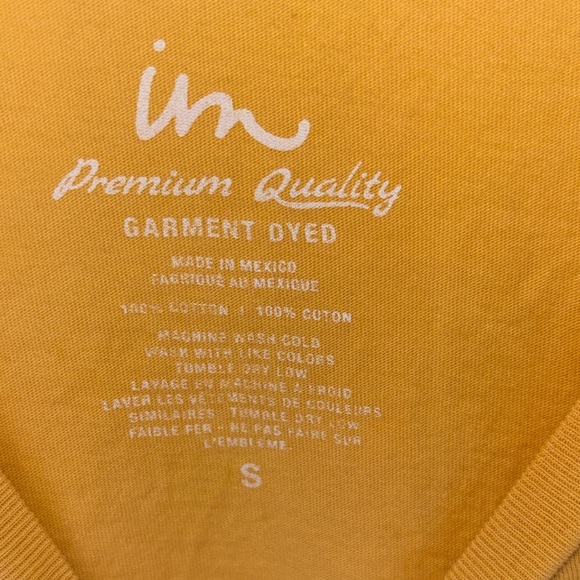 im
Premium Quality
GARMENT DYED
MADE IN MEXICO
FABRIQUÉ AU MEXIQUE
100% COTTON / 100% COTON
MACHINE WASH COLD
WASH WITH LIKE COLORS
TUMBLE DRY LOW
LAVAGE EN MACHINE A FROID
LAVER LES VÉTEMENTS DE COULEURS
SIMILAIRES - TUMBLE DRY LOW
FAIBLE FER - NE PAS FAIRE SUR
L'EMBLEME.
S